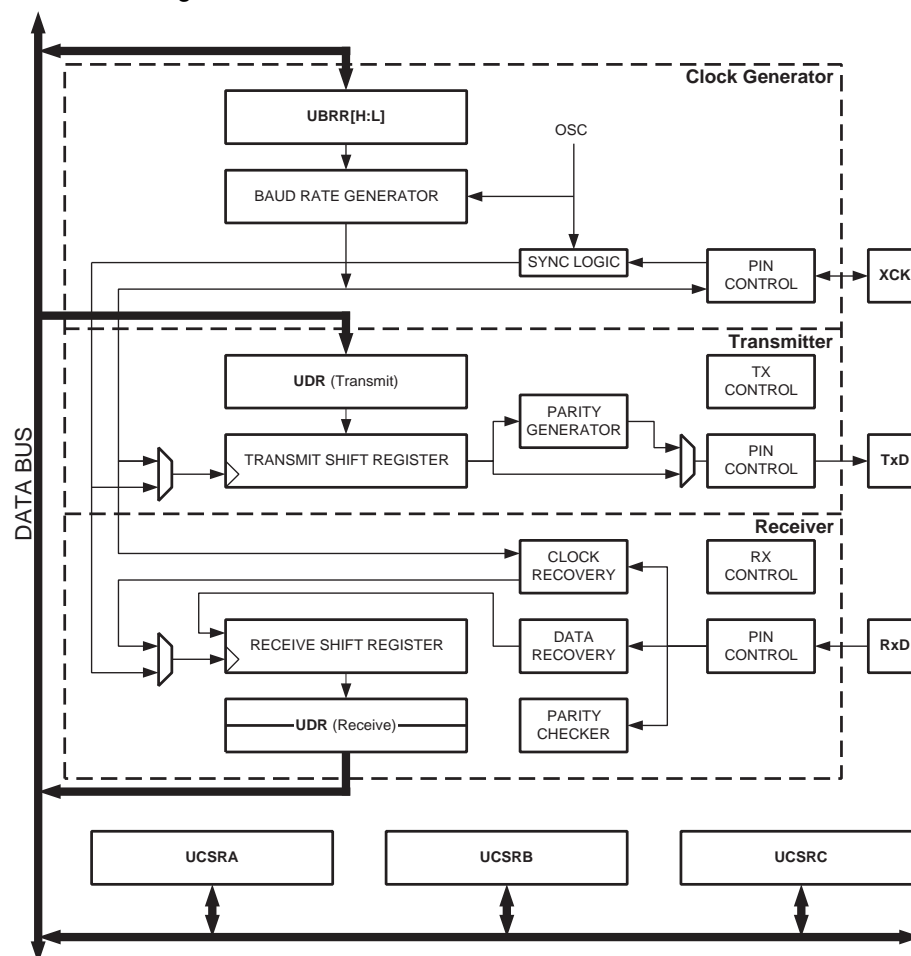 Clock Generator
UBRR[H:L]
OSC
BAUD RATE GENERATOR
SYNC LOGIC
PIN
CONTROL
XCK
Transmitter
UDR (Transmit)
TX
CONTROL
PARITY
GENERATOR
TRANSMIT SHIFT REGISTER
PIN
CONTROL
TxD
DATA BUS
Receiver
CLOCK
RECOVERY
RX
CONTROL
RECEIVE SHIFT REGISTER
DATA
RECOVERY
PIN
CONTROL
RxD
UDR (Receive)
PARITY
CHECKER
UCSRA
UCSRB
UCSRC